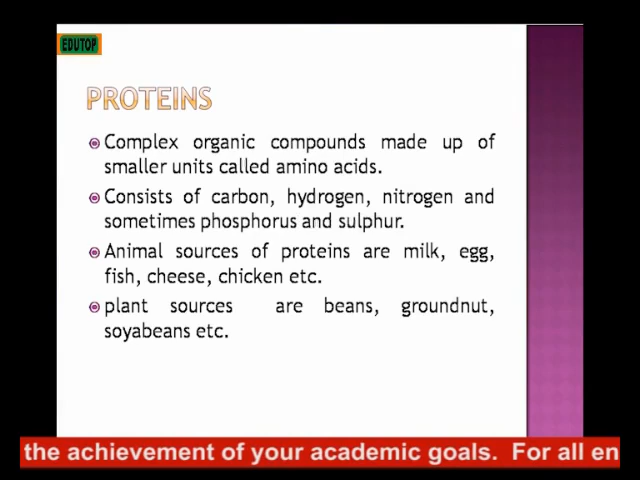 EDUTOP
PROTEINS
Complex organic compounds made up of
smaller units called amino acids.
Consists of carbon, hydrogen, nitrogen and
sometimes phosphorus and sulphur.
Animal sources of proteins are milk, egg,
fish, cheese, chicken etc.
plant sources are beans, groundnut,
soyabeans etc.
the achievement of your academic goals. For all en